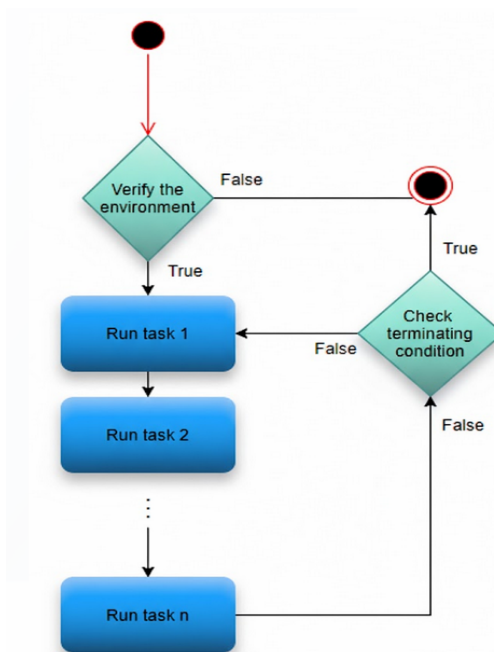 Verify the
environment
False
True
Run task 1
False
True
Check
terminating
condition
False
Run task 2
⋮
Run task n